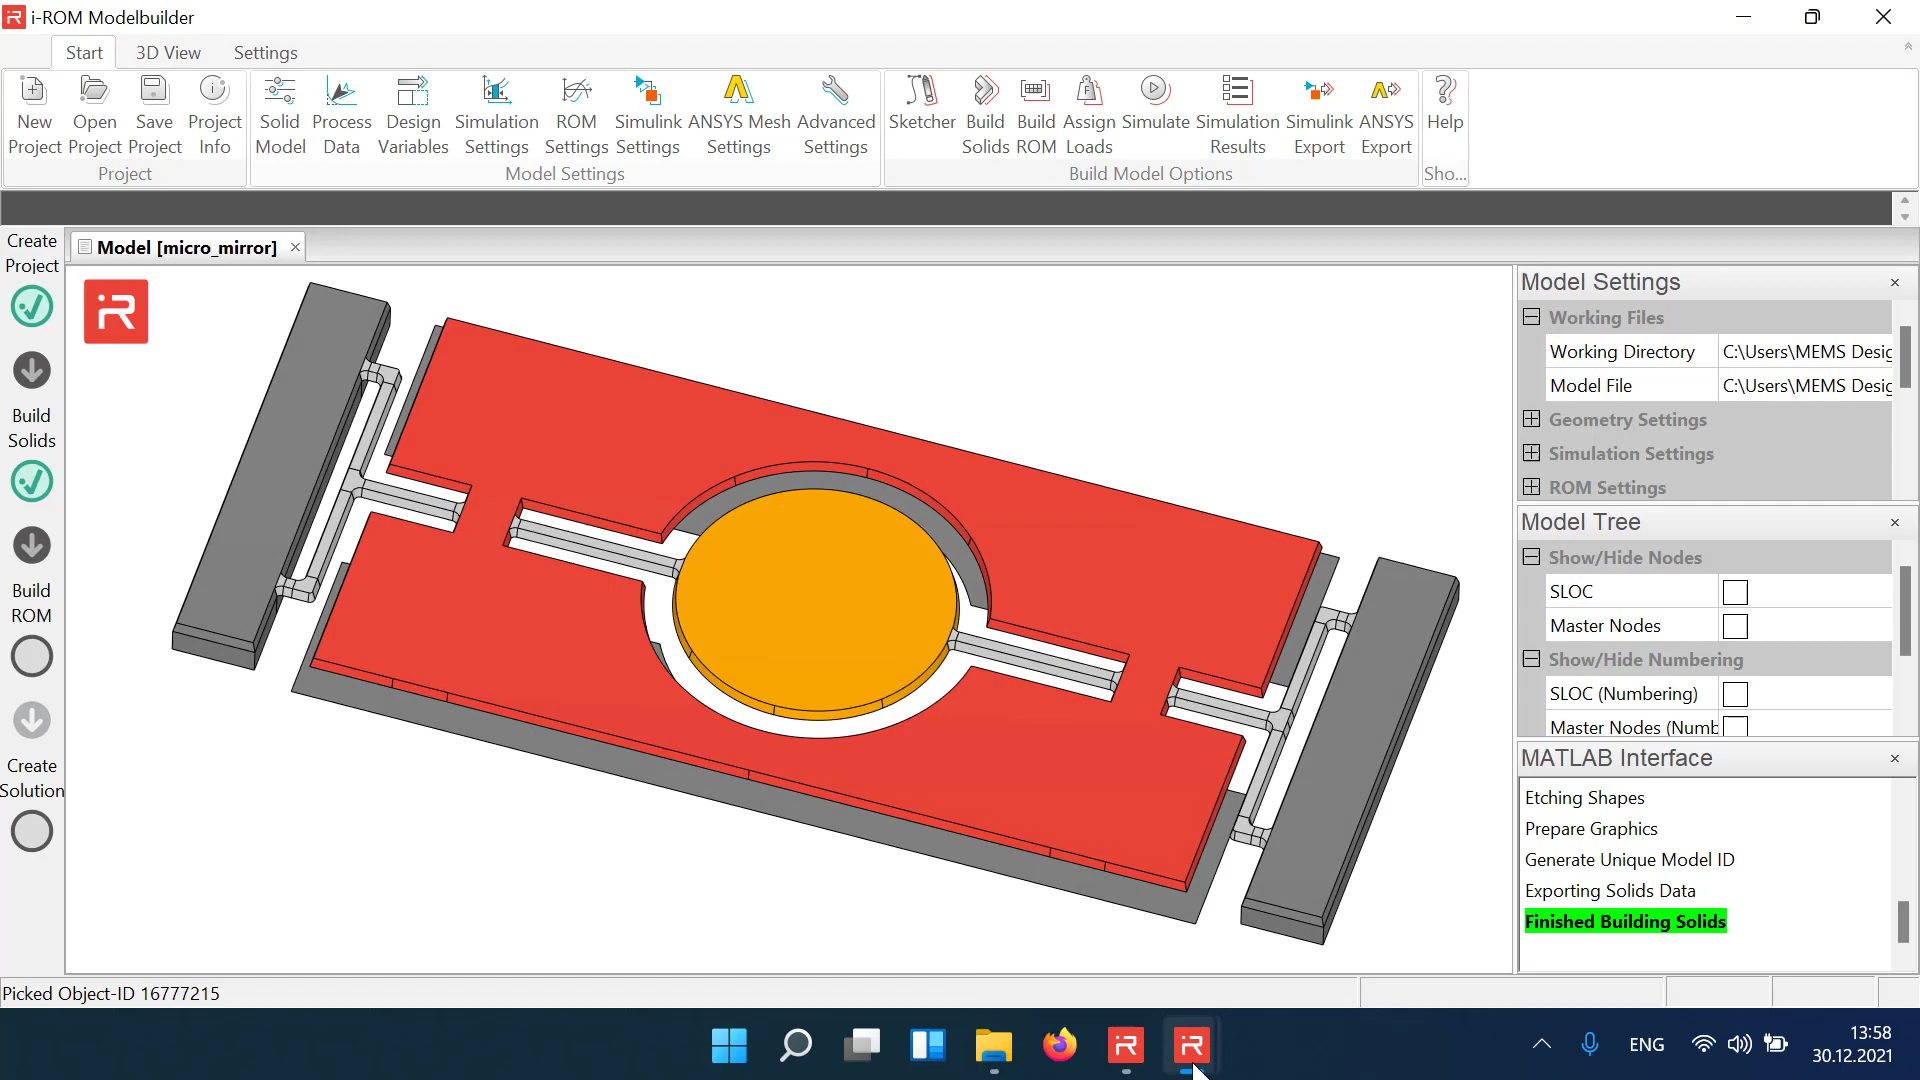 i-ROM Modelbuilder
Start
3D View
Settings
New Project
Open Project
Save Project
Project Info
Project
Solid Model
Process Data
Design Variables
Simulation Settings
ROM Settings
Simulink Settings
ANSYS Mesh Settings
Advanced Settings
Model Settings
Sketcher
Build Solids
Build ROM
Assign Loads
Simulate
Simulation Results
Simulink Export
ANSYS Export
Build Model Options
Help
Sho...
Create Project
Build Solids
Build ROM
Create Solution
Model [micro_mirror]
iR
Model Settings
Working Files
Working Directory C:\Users\MEMS Desig
Model File C:\Users\MEMS Desig
Geometry Settings
Simulation Settings
ROM Settings
Model Tree
Show/Hide Nodes
SLOC
Master Nodes
Show/Hide Numbering
SLOC (Numbering)
Master Nodes (Numb
MATLAB Interface
Etching Shapes
Prepare Graphics
Generate Unique Model ID
Exporting Solids Data
Finished Building Solids
Picked Object-ID 16777215
ENG
13:58
30.12.2021